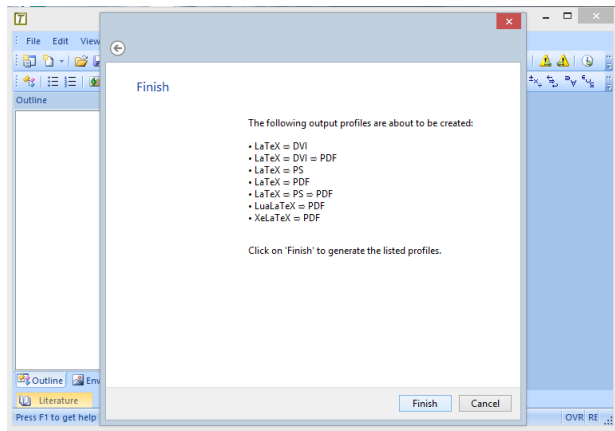 File Edit View
Outline
Finish
The following output profiles are about to be created:
• LaTeX ⇨ DVI
• LaTeX ⇨ DVI ⇨ PDF
• LaTeX ⇨ PS
• LaTeX ⇨ PDF
• LaTeX ⇨ PS ⇨ PDF
• LuaLaTeX ⇨ PDF
• XeLaTeX ⇨ PDF
Click on 'Finish' to generate the listed profiles.
Outline Env
Literature
Finish Cancel
Press F1 to get help
OVR RE